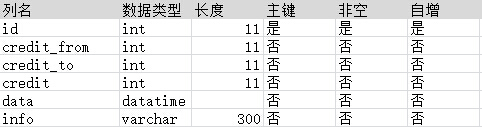 列名 数据类型 长度 主键 非空 自增
id int 11 是 是 是
credit_from int 11 否 否 否
credit_to int 11 否 否 否
credit int 11 否 否 否
data datatime 否 否 否
info varchar 300 否 否 否